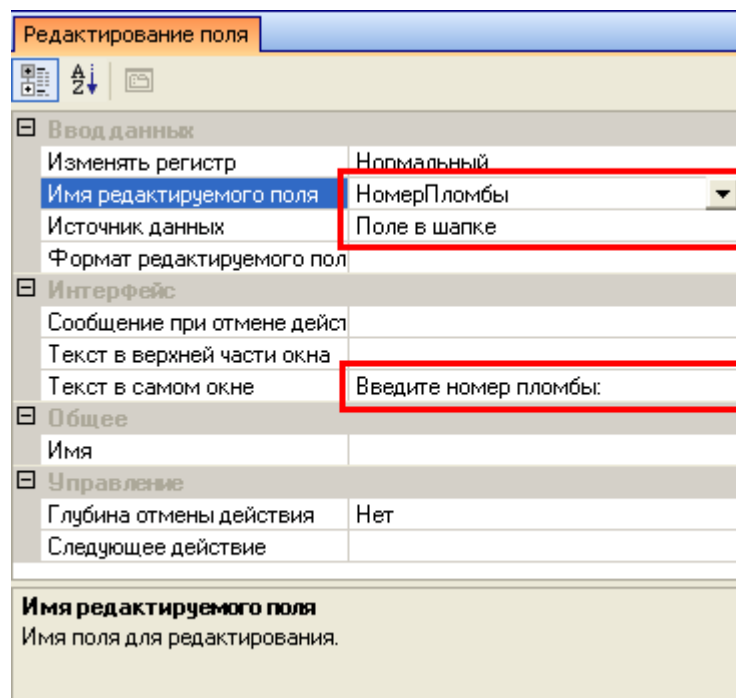 Редактирование поля
Ввод данных
Изменять регистр Нормальный
Имя редактируемого поля НомерПломбы
Источник данных Поле в шапке
Формат редактируемого пол
Интерфейс
Сообщение при отмене дейст
Текст в верхней части окна
Текст в самом окне Введите номер пломбы:
Общее
Имя
Управление
Глубина отмены действия Нет
Следующее действие
Имя редактируемого поля
Имя поля для редактирования.